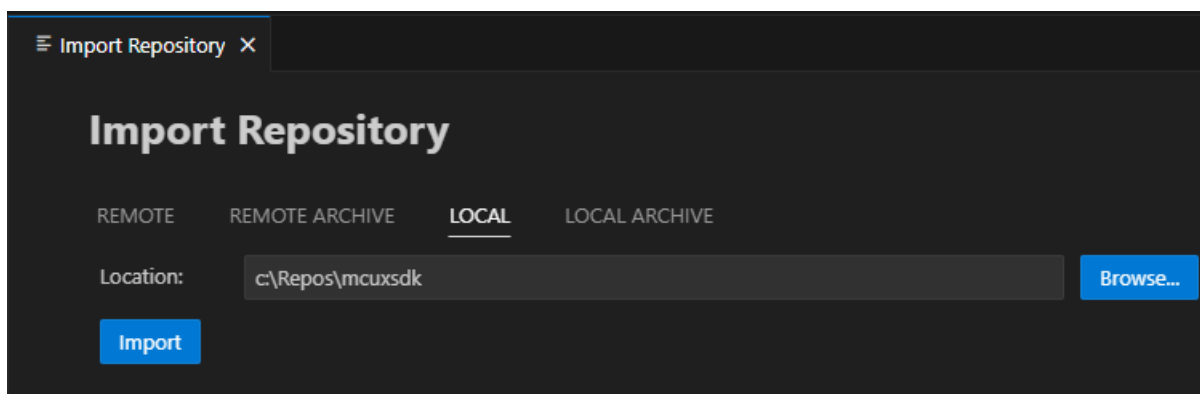 Import Repository
Import Repository
REMOTE REMOTE ARCHIVE LOCAL LOCAL ARCHIVE
Location: c:\Repos\mcuxsdk Browse...
Import